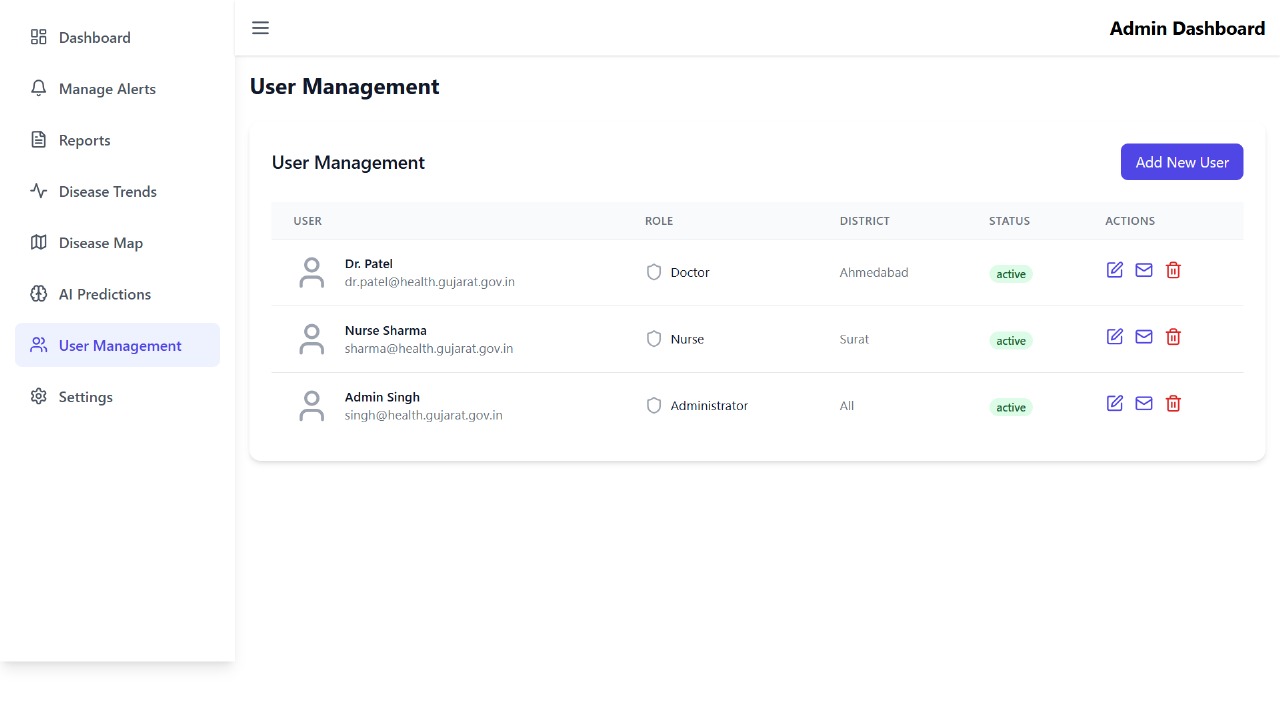 Dashboard
Manage Alerts
Reports
Disease Trends
Disease Map
AI Predictions
User Management
Settings
Admin Dashboard
User Management
User Management
Add New User
USER ROLE DISTRICT STATUS ACTIONS
Dr. Patel
dr.patel@health.gujarat.gov.in
Doctor Ahmedabad active
Nurse Sharma
sharma@health.gujarat.gov.in
Nurse Surat active
Admin Singh
singh@health.gujarat.gov.in
Administrator All active